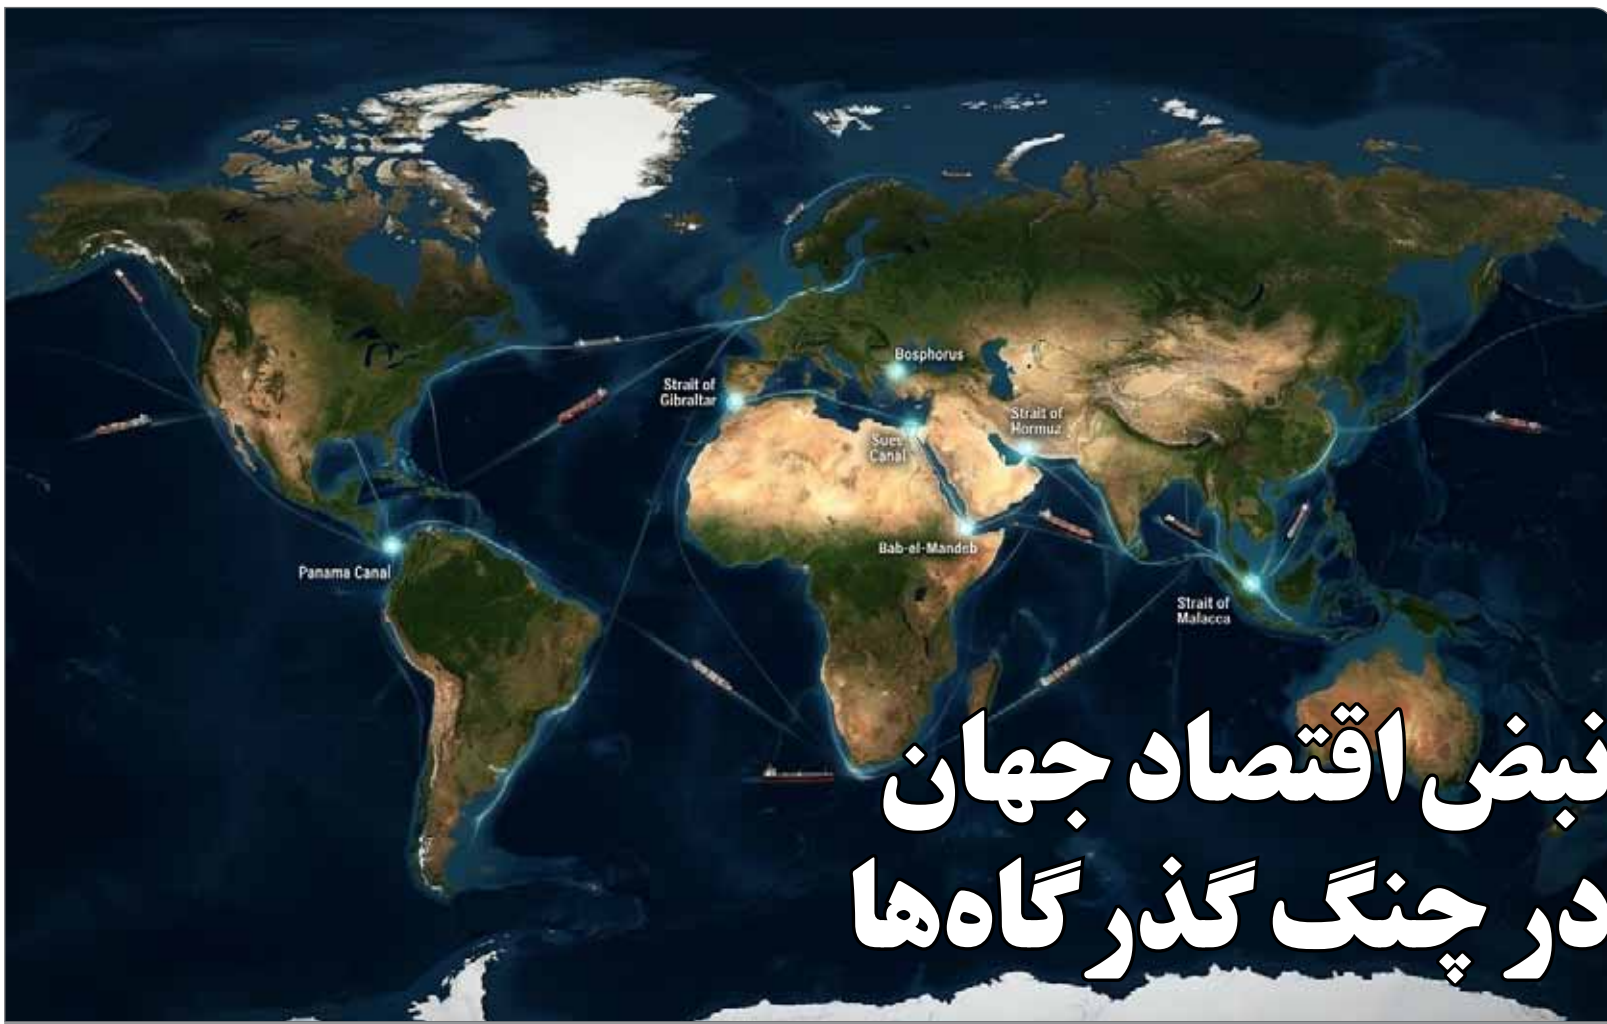 Bosphorus
Strait of
Gibraltar
Strait of
Hormuz
Sues
Canal
Bab-el-Mandeb
Panama Canal
Strait of
Malacca
نبض اقتصاد جهان
در چنگ گذرگاه‌ها